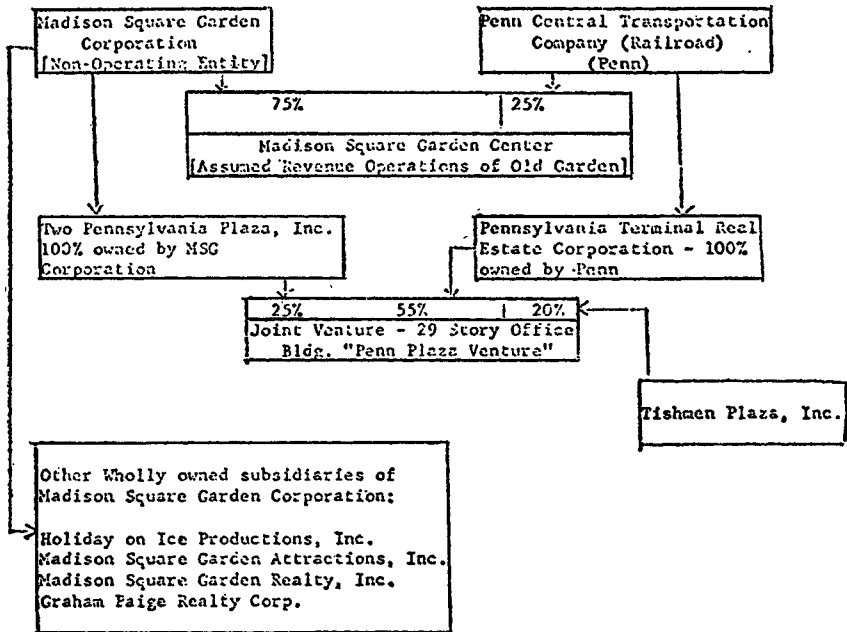 Madison Square Garden
Corporation
[Non-Operating Entity]
Penn Central Transportation
Company (Railroad)
(Penn)
75% 25%
Madison Square Garden Center
[Assumed Revenue Operations of Old Garden]
Two Pennsylvania Plaza, Inc.
100% owned by MSG
Corporation
Pennsylvania Terminal Real
Estate Corporation - 100%
owned by Penn
25% 55% 20%
Joint Venture - 29 Story Office
Bldg. "Penn Plaza Venture"
Tishmen Plaza, Inc.
Other Wholly owned subsidiaries of
Madison Square Garden Corporation:
Holiday on Ice Productions, Inc.
Madison Square Garden Attractions, Inc.
Madison Square Garden Realty, Inc.
Graham Paige Realty Corp.